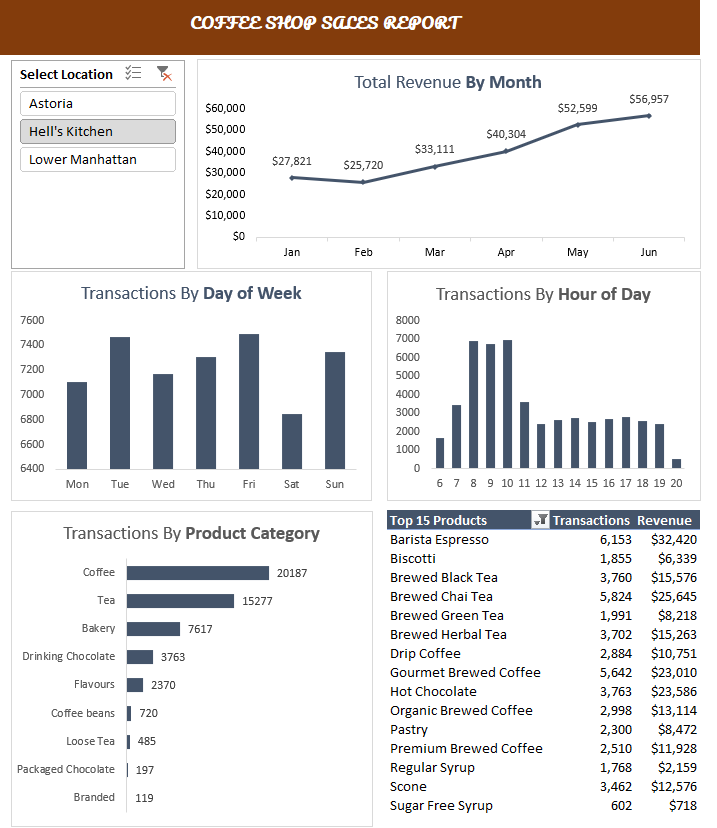 COFFEE SHOP SALES REPORT
Select Location
Astoria
Hell's Kitchen
Lower Manhattan
Total Revenue By Month
$60,000
$50,000
$40,000
$30,000
$20,000
$10,000
$0
$27,821
$25,720
$33,111
$40,304
$52,599
$56,957
Jan Feb Mar Apr May Jun
Transactions By Day of Week
7600
7400
7200
7000
6800
6600
6400
Mon Tue Wed Thu Fri Sat Sun
Transactions By Hour of Day
8000
7000
6000
5000
4000
3000
2000
1000
0
6 7 8 9 10 11 12 13 14 15 16 17 18 19 20
Transactions By Product Category
Coffee 20187
Tea 15277
Bakery 7617
Drinking Chocolate 3763
Flavours 2370
Coffee beans 720
Loose Tea 485
Packaged Chocolate 197
Branded 119
Top 15 Products Transactions Revenue
Barista Espresso 6,153 $32,420
Biscotti 1,855 $6,339
Brewed Black Tea 3,760 $15,576
Brewed Chai Tea 5,824 $25,645
Brewed Green Tea 1,991 $8,218
Brewed Herbal Tea 3,702 $15,263
Drip Coffee 2,884 $10,751
Gourmet Brewed Coffee 5,642 $23,010
Hot Chocolate 3,763 $23,586
Organic Brewed Coffee 2,998 $13,114
Pastry 2,300 $8,472
Premium Brewed Coffee 2,510 $11,928
Regular Syrup 1,768 $2,159
Scone 3,462 $12,576
Sugar Free Syrup 602 $718